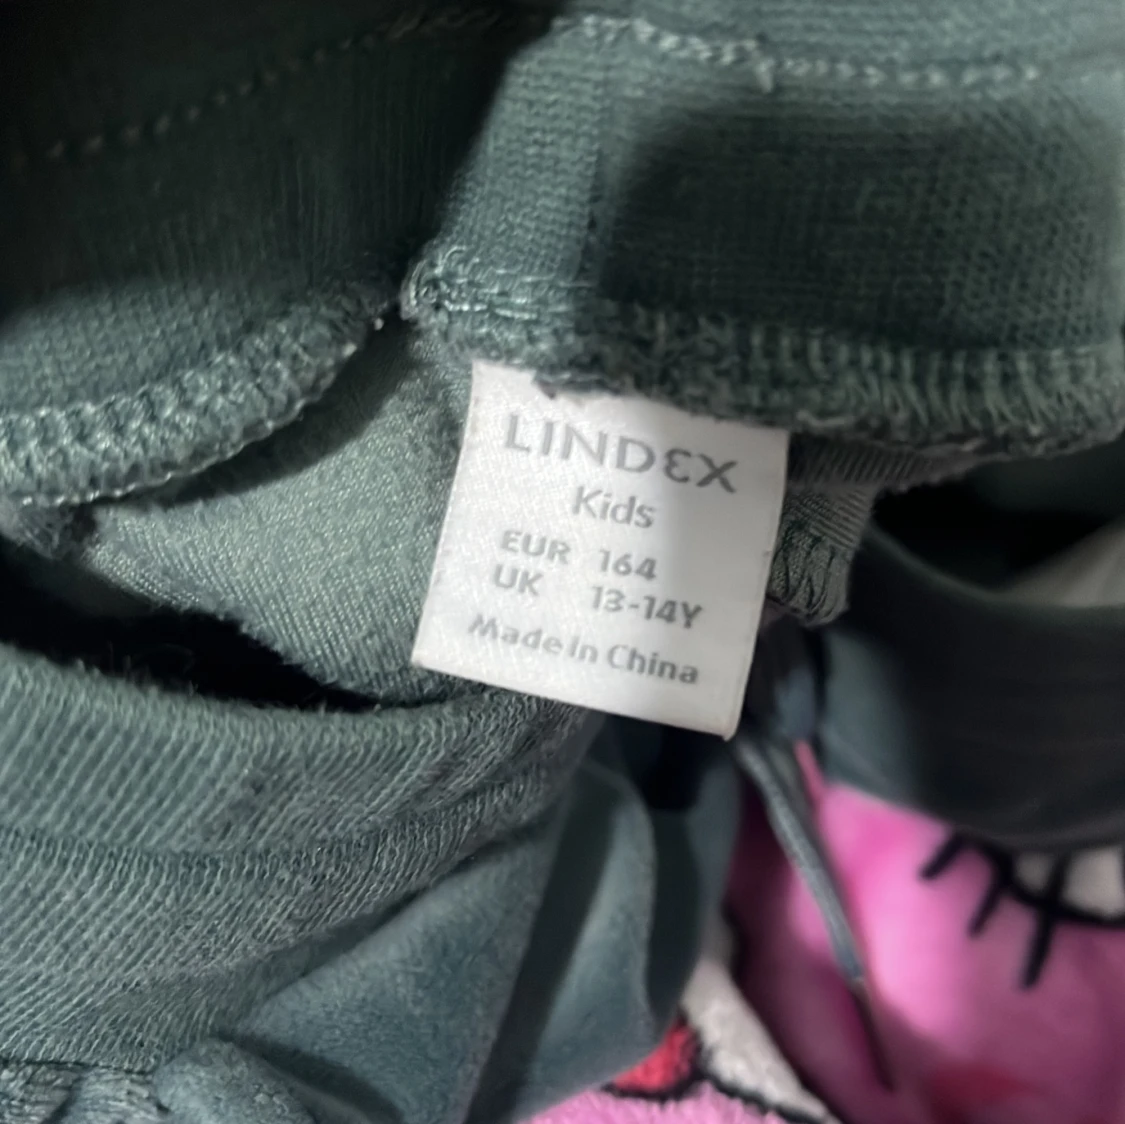 LINDEX
Kids
EUR 164
UK 13-14Y
Made in China